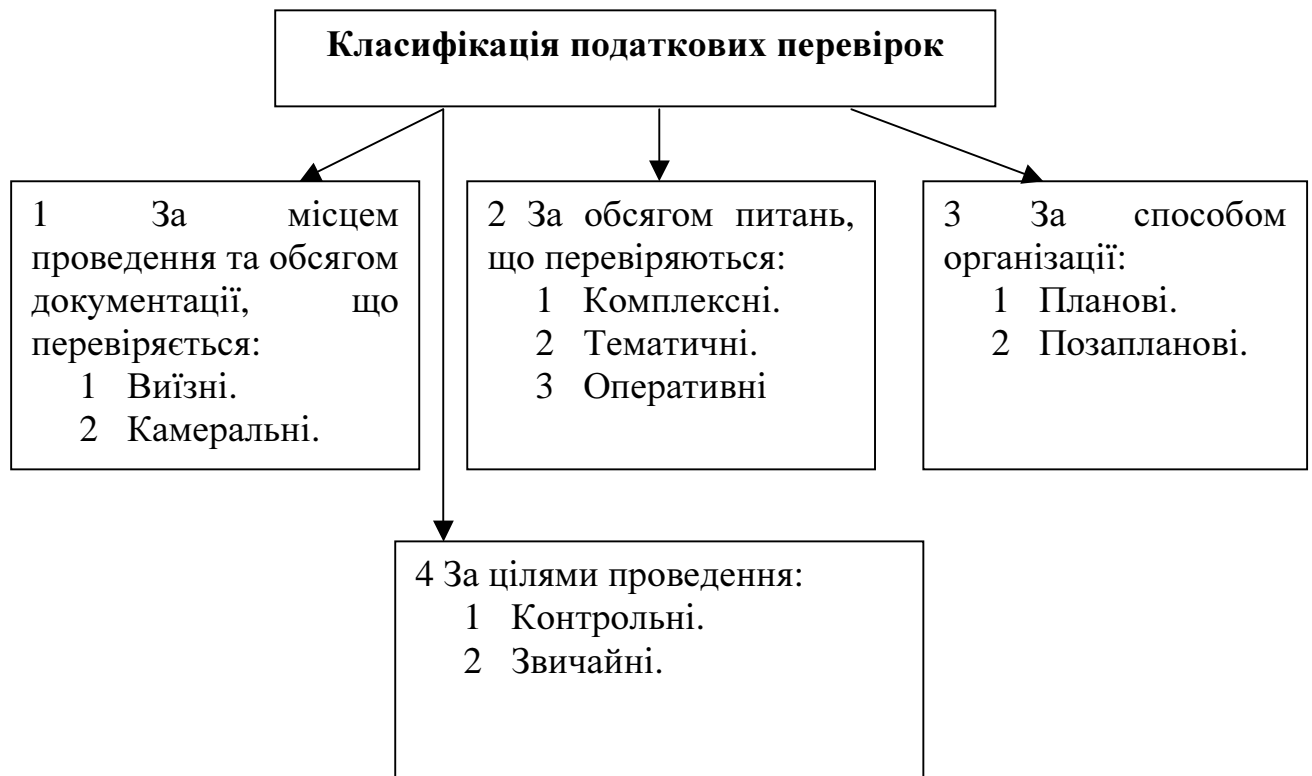 Класифікація податкових перевірок
1 За місцем
проведення та обсягом
документації, що
перевіряється:
1 Виїзні.
2 Камеральні.
2 За обсягом питань,
що перевіряються:
1 Комплексні.
2 Тематичні.
3 Оперативні
3 За способом
організації:
1 Планові.
2 Позапланові.
4 За цілями проведення:
1 Контрольні.
2 Звичайні.